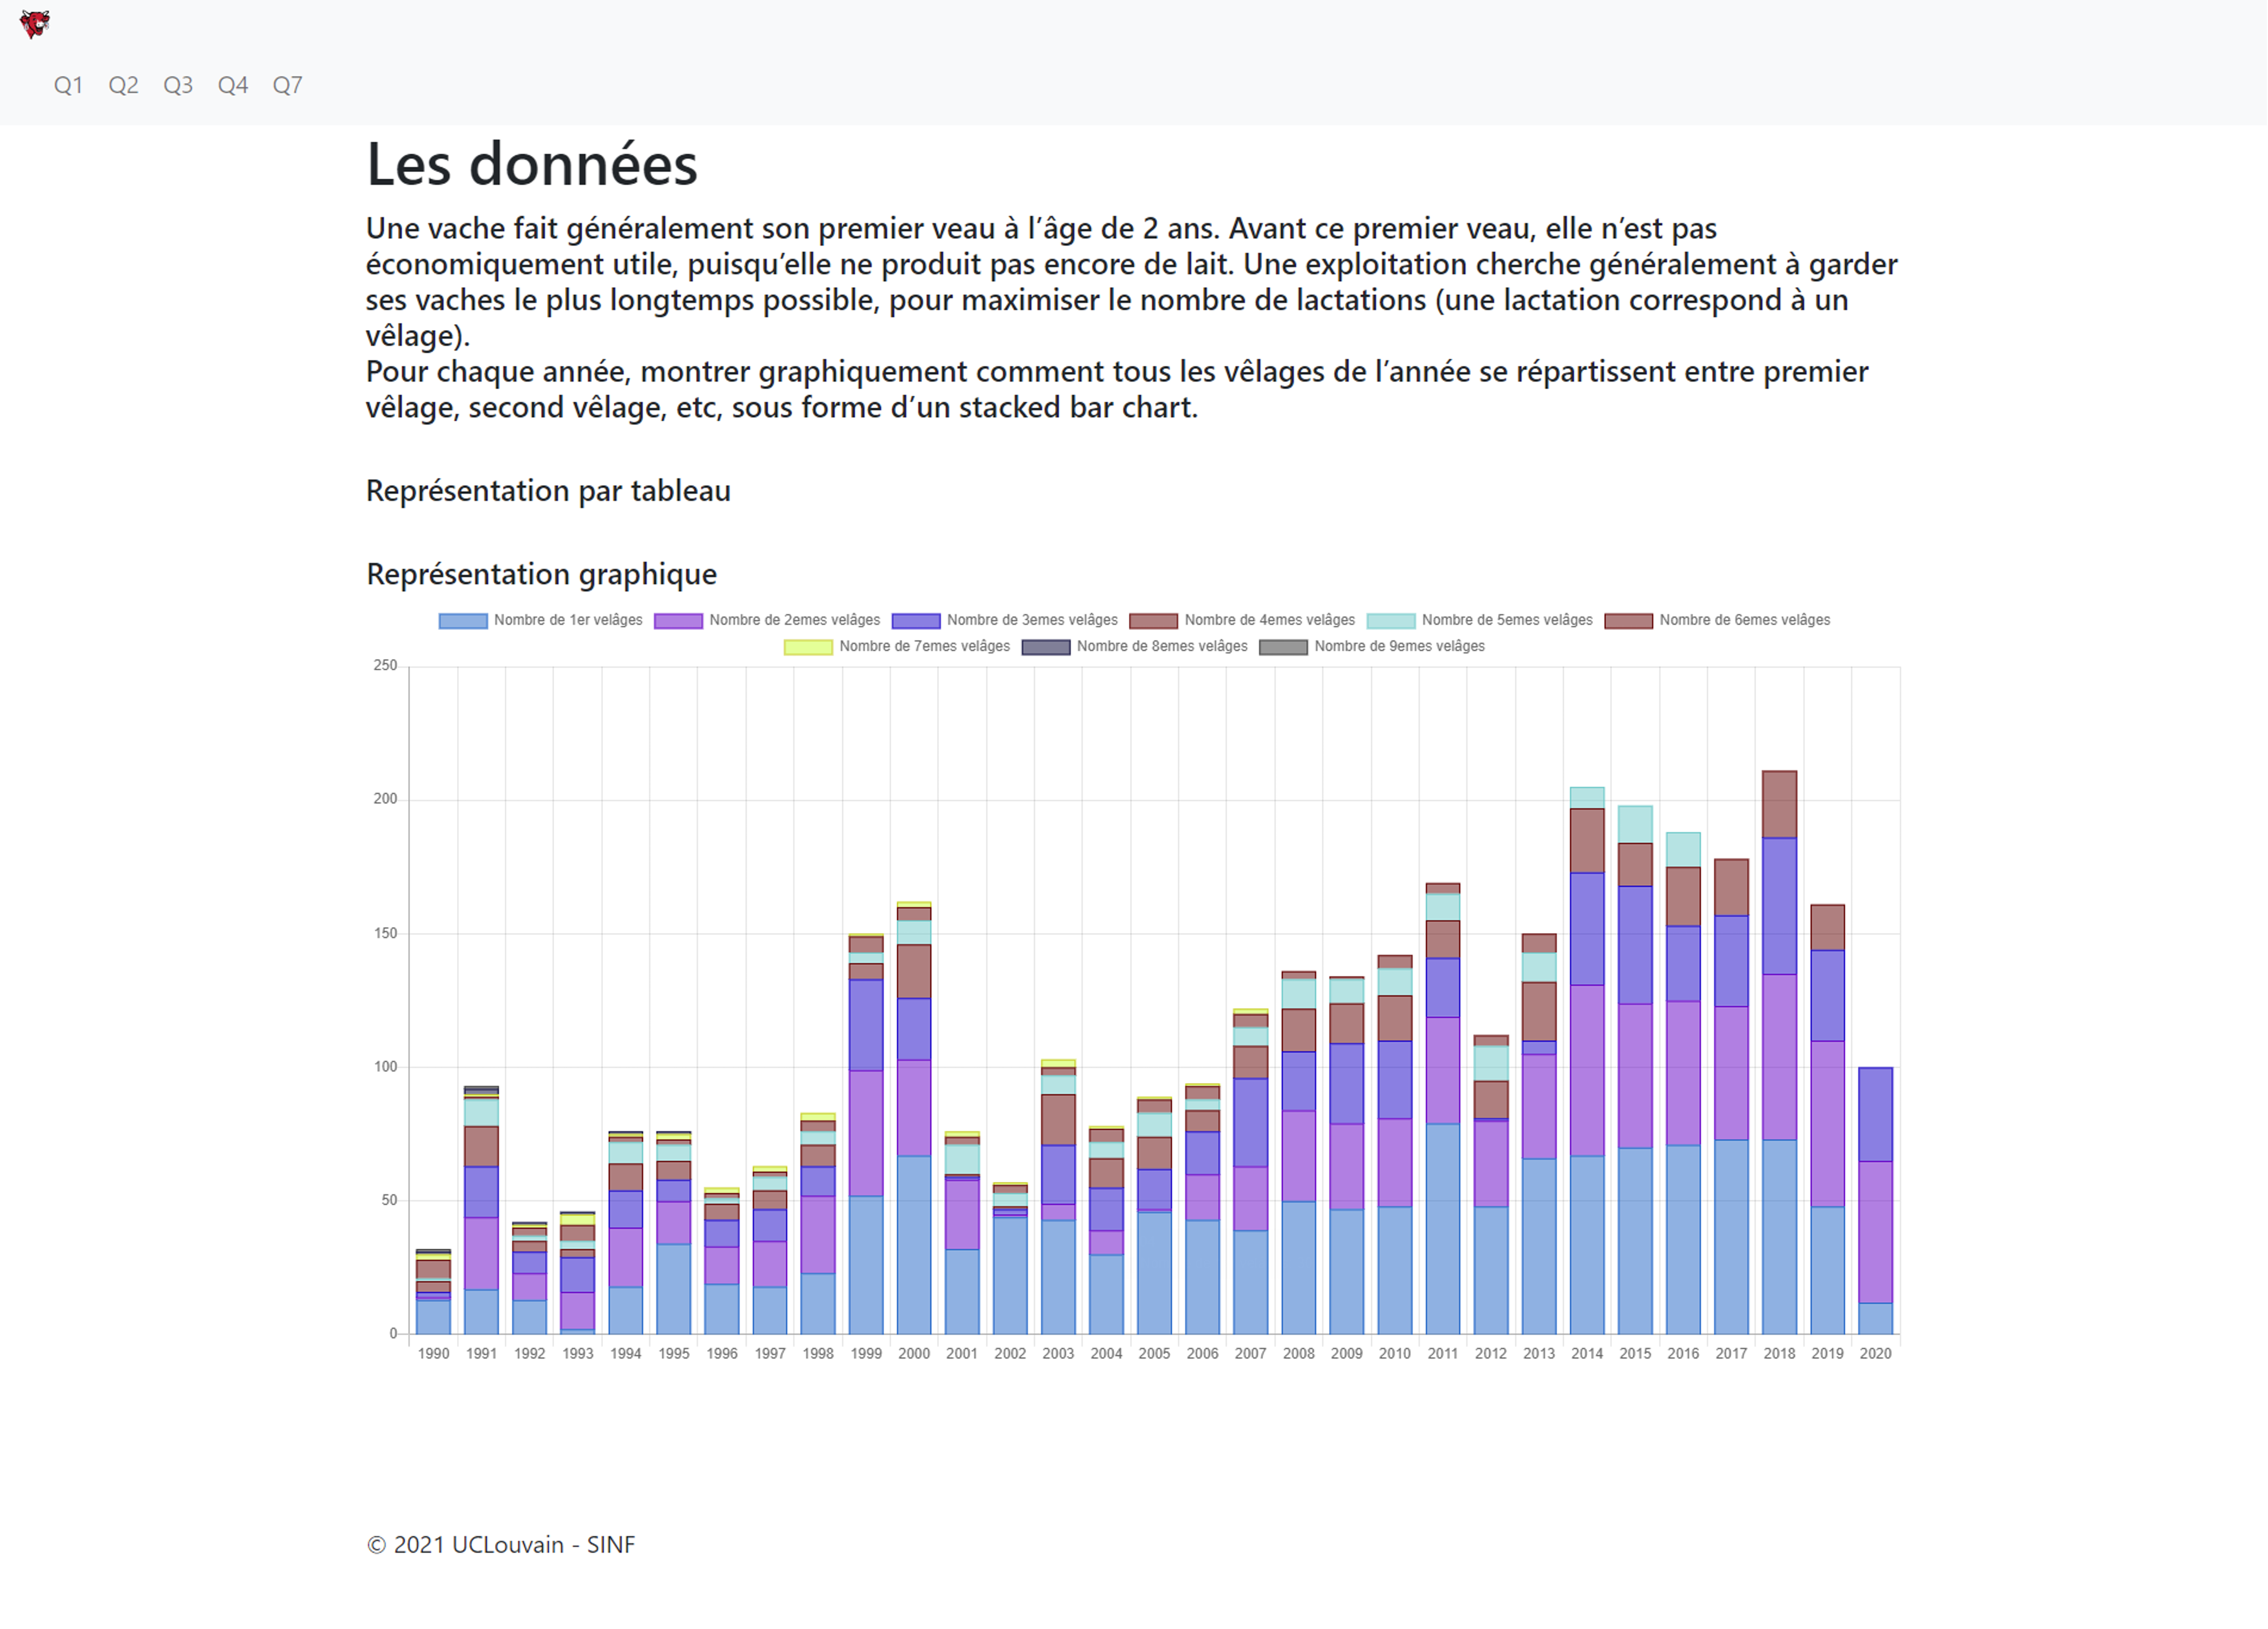 Q1 Q2 Q3 Q4 Q7
Les données
Une vache fait généralement son premier veau à l’âge de 2 ans. Avant ce premier veau, elle n’est pas
économiquement utile, puisqu’elle ne produit pas encore de lait. Une exploitation cherche généralement à garder
ses vaches le plus longtemps possible, pour maximiser le nombre de lactations (une lactation correspond à un
vêlage).
Pour chaque année, montrer graphiquement comment tous les vêlages de l’année se répartissent entre premier
vêlage, second vêlage, etc, sous forme d’un stacked bar chart.
Représentation par tableau
Représentation graphique
Nombre de 1er velâges Nombre de 2emes velâges Nombre de 3emes velâges Nombre de 4emes velâges Nombre de 5emes velâges Nombre de 6emes velâges
Nombre de 7emes velâges Nombre de 8emes velâges Nombre de 9emes velâges
250
200
150
100
50
0
1990 1991 1992 1993 1994 1995 1996 1997 1998 1999 2000 2001 2002 2003 2004 2005 2006 2007 2008 2009 2010 2011 2012 2013 2014 2015 2016 2017 2018 2019 2020
© 2021 UCLouvain - SINF